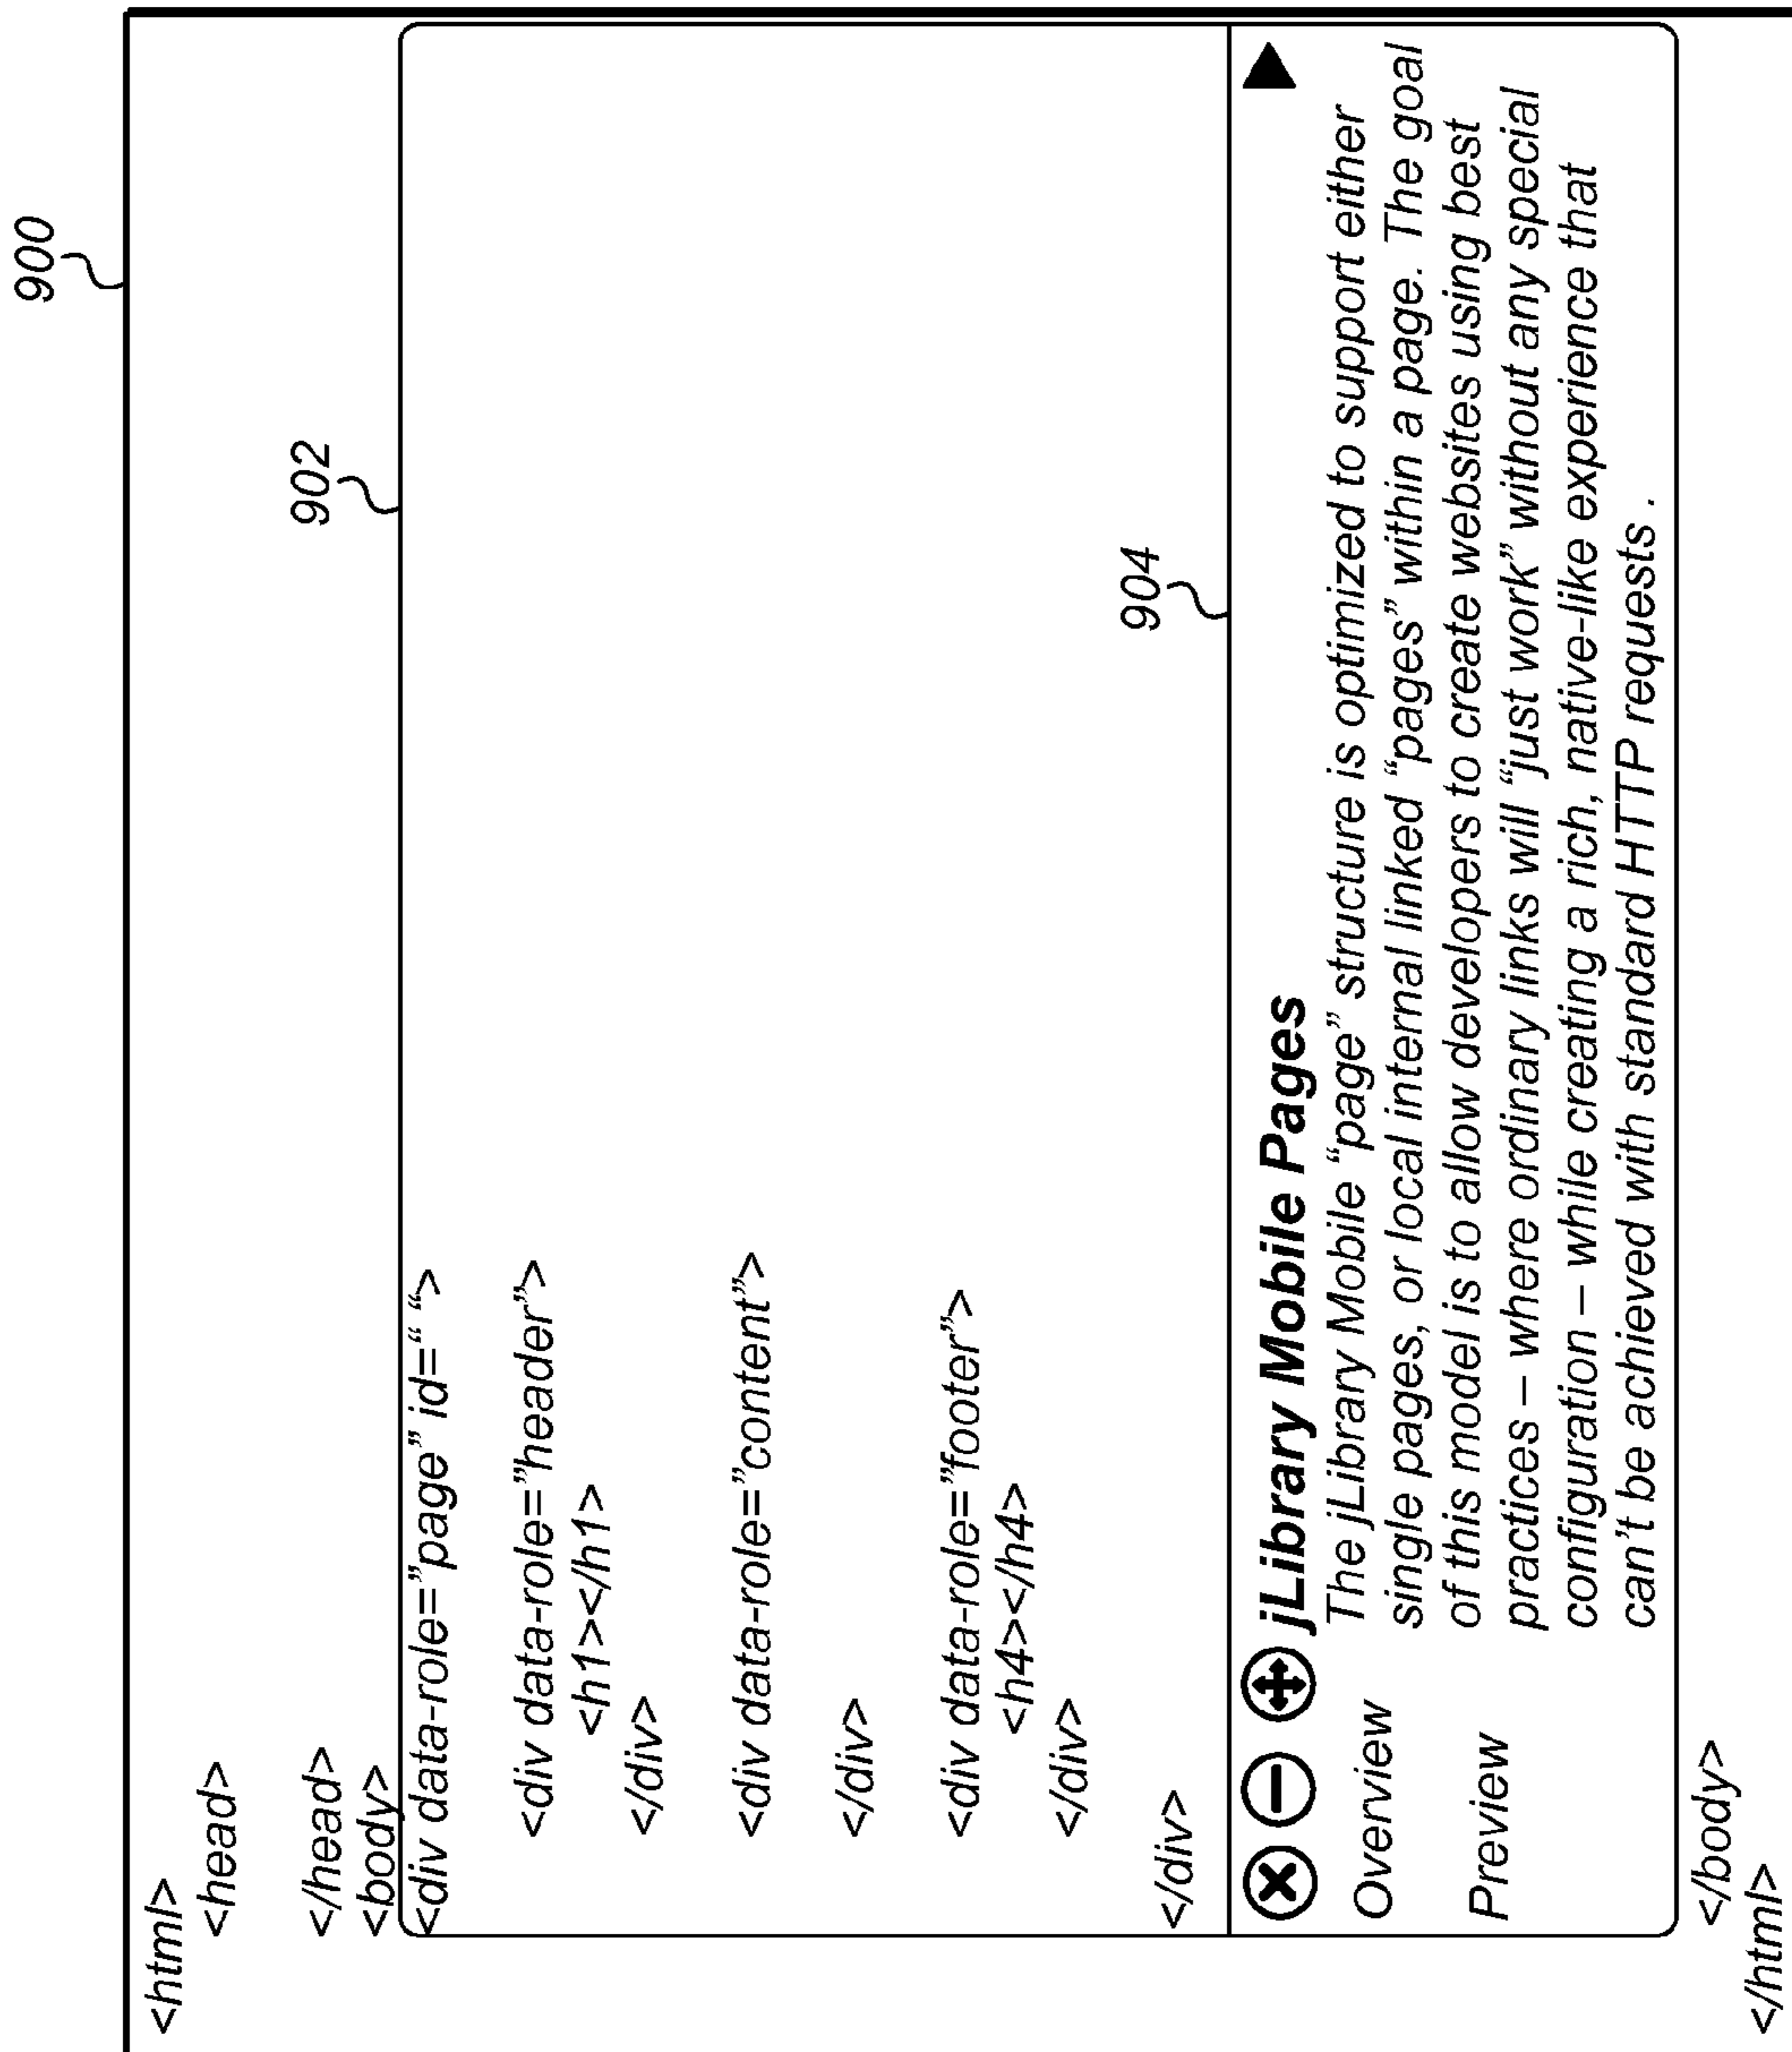 900
<html>
<head>
</head>
<body>
902
<div data-role=”page” id=“ “>
<div data-role=”header”>
<h1></h1>
</div>
<div data-role=”content”>
</div>
<div data-role=”footer”>
<h4></h4>
</div>
904
</div>
jLibrary Mobile Pages
Overview
The jLibrary Mobile “page” structure is optimized to support either
single pages, or local internal linked “pages” within a page. The goal
of this model is to allow developers to create websites using best
Preview
practices – where ordinary links will “just work” without any special
configuration – while creating a rich, native-like experience that
can’t be achieved with standard HTTP requests .
</body>
</html>